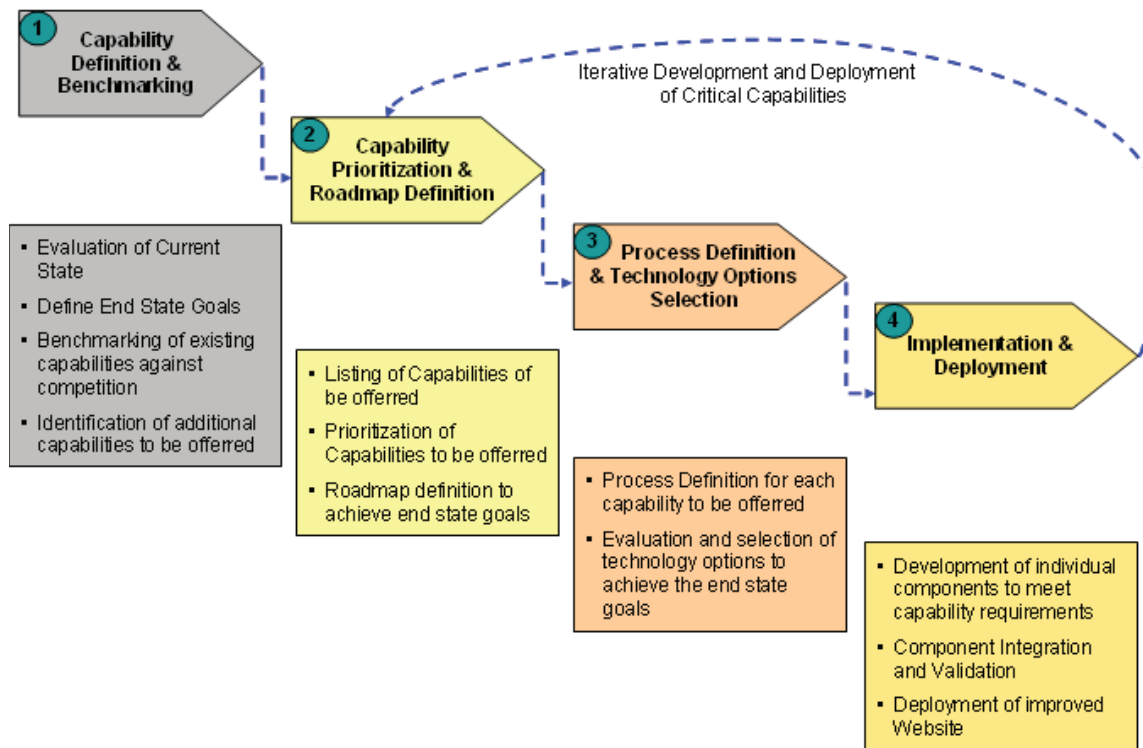 1
Capability
Definition &
Benchmarking
Iterative Development and Deployment
of Critical Capabilities
2
Capability
Prioritization &
Roadmap Definition
3
Process Definition
& Technology Options
Selection
4
Implementation &
Deployment
▪ Evaluation of Current
State
▪ Define End State Goals
▪ Benchmarking of existing
capabilities against
competition
▪ Identification of additional
capabilities to be offerred
▪ Listing of Capabilities of
be offerred
▪ Prioritization of
Capabilities to be offerred
▪ Roadmap definition to
achieve end state goals
▪ Process Definition for each
capability to be offerred
▪ Evaluation and selection of
technology options to
achieve the end state
goals
▪ Development of individual
components to meet
capability requirements
▪ Component Integration
and Validation
▪ Deployment of improved
Website